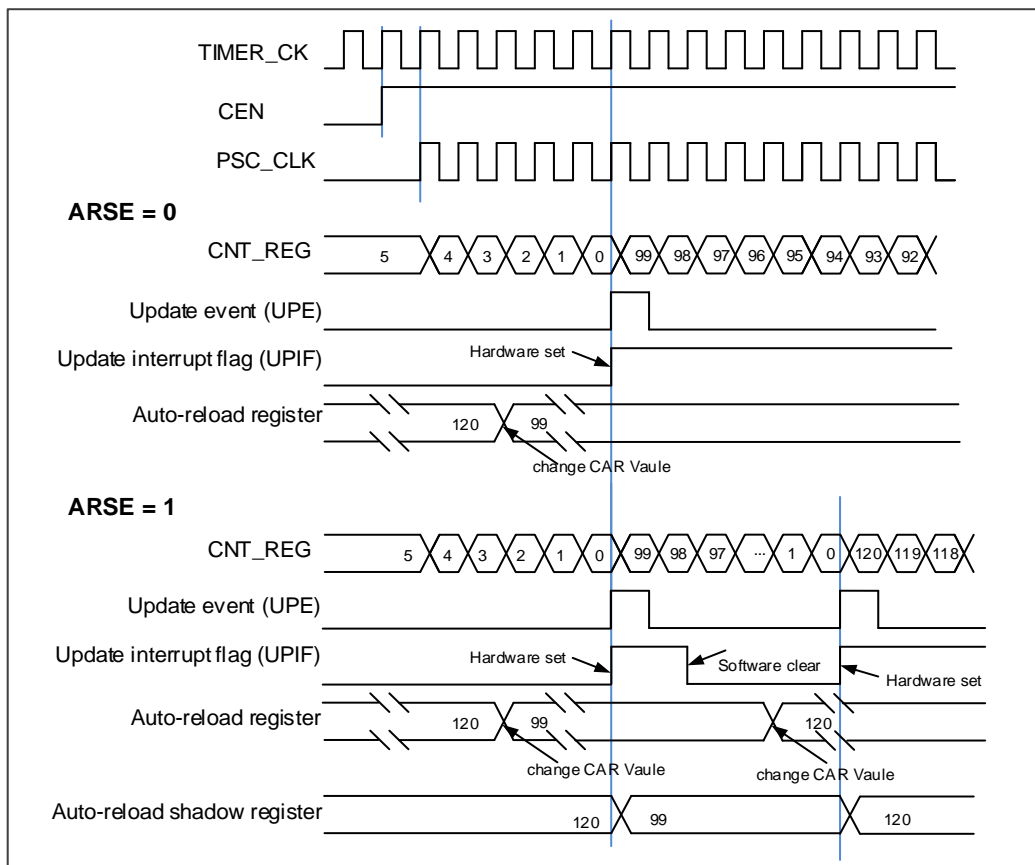 TIMER_CK
CEN
PSC_CLK
ARSE = 0
CNT_REG 5 4 3 2 1 0 99 98 97 96 95 94 93 92
Update event (UPE)
Update interrupt flag (UPIF) Hardware set
Auto-reload register 120 99
change CAR Vaule
ARSE = 1
CNT_REG 5 4 3 2 1 0 99 98 97 ... 1 0 120 119 118
Update event (UPE)
Update interrupt flag (UPIF) Hardware set Software clear Hardware set
Auto-reload register 120 99 120
change CAR Vaule change CAR Vaule
Auto-reload shadow register 120 99 120